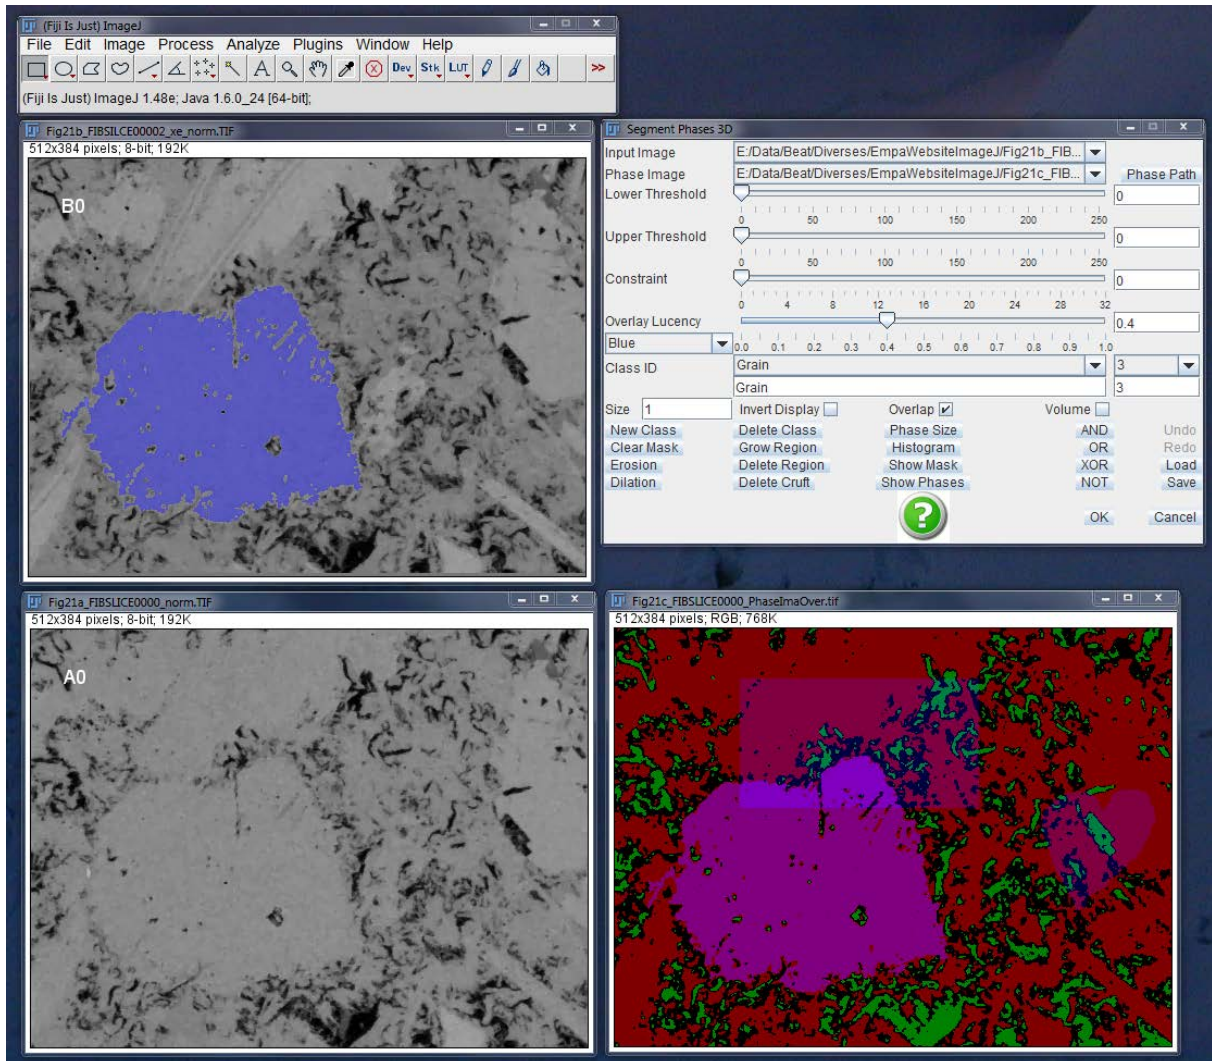 (Fiji Is Just) ImageJ
File Edit Image Process Analyze Plugins Window Help
Dev Stk LUT >>
(Fiji Is Just) ImageJ 1.48e; Java 1.6.0_24 [64-bit];
Fig21b_FIBSILCE00002_xe_norm.TIF
512x384 pixels; 8-bit; 192K
B0
Segment Phases 3D
Input Image E:/Data/Beat/Diverses/EmpaWebsiteImageJ/Fig21b_FIB...
Phase Image E:/Data/Beat/Diverses/EmpaWebsiteImageJ/Fig21c_FIB... Phase Path
Lower Threshold 0
0 50 100 150 200 250
Upper Threshold 0
0 50 100 150 200 250
Constraint 0
0 4 8 12 16 20 24 28 32
Overlay Lucency 0.4
Blue 0.0 0.1 0.2 0.3 0.4 0.5 0.6 0.7 0.8 0.9 1.0
Class ID Grain 3
Grain 3
Size 1 Invert Display Overlap Volume
New Class Delete Class Phase Size AND Undo
Clear Mask Grow Region Histogram OR Redo
Erosion Delete Region Show Mask XOR Load
Dilation Delete Cruft Show Phases NOT Save
? OK Cancel
Fig21a_FIBSLICE0000_norm.TIF
512x384 pixels; 8-bit; 192K
A0
Fig21c_FIBSLICE0000_PhaseImaOver.tif
512x384 pixels; RGB; 768K